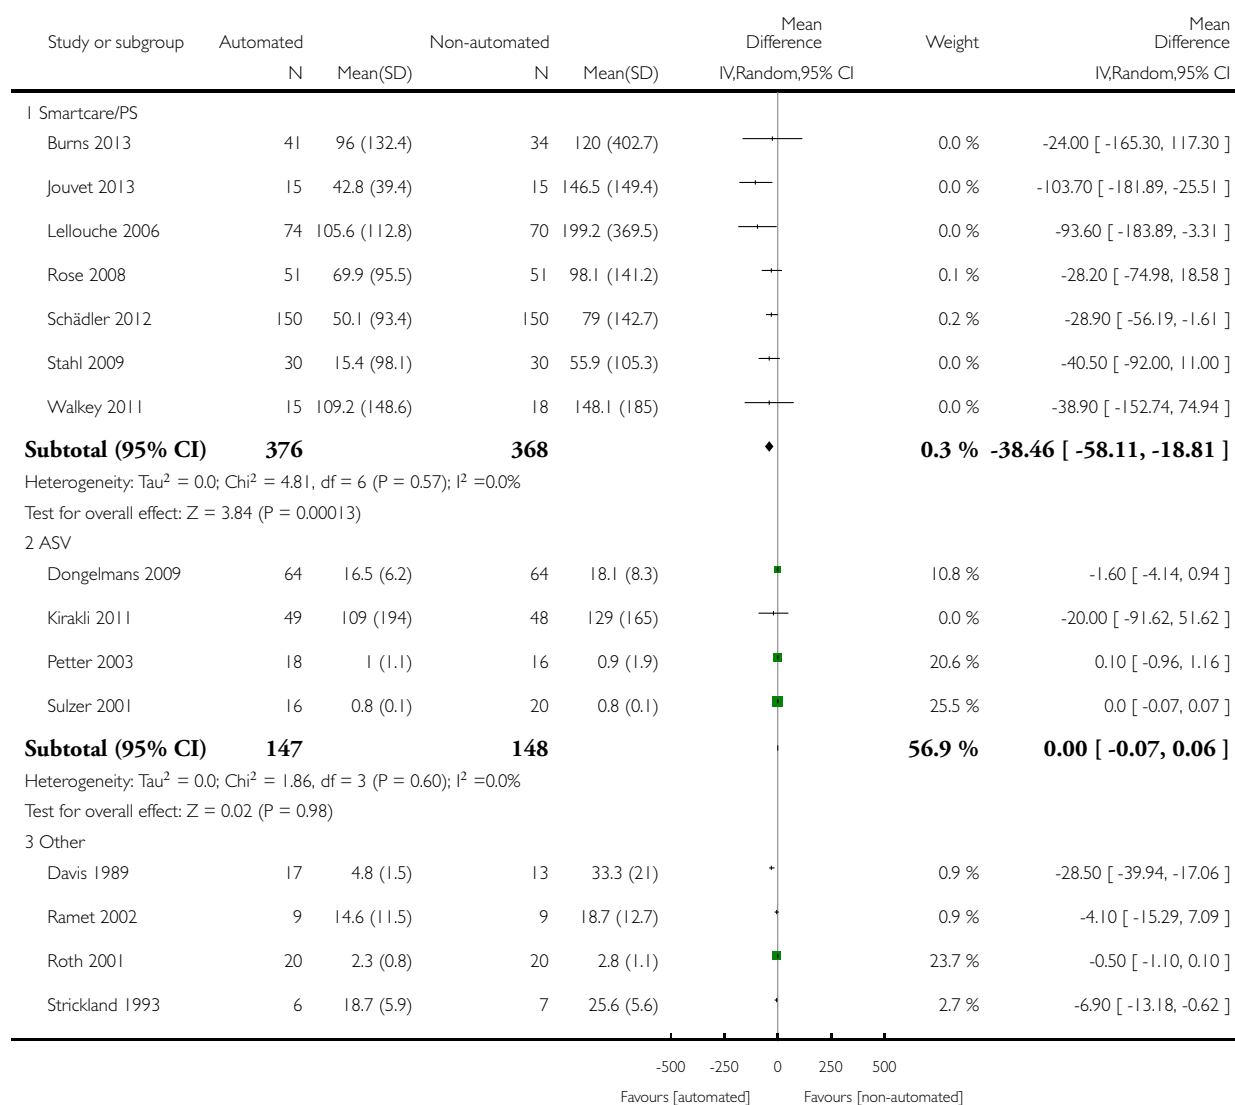 Study or subgroup Automated Non-automated Mean Difference Weight Mean Difference
N Mean(SD) N Mean(SD) IV,Random,95% CI IV,Random,95% CI
1 Smartcare/PS
Burns 2013 41 96 (132.4) 34 120 (402.7) 0.0 % -24.00 [ -165.30, 117.30 ]
Jouvet 2013 15 42.8 (39.4) 15 146.5 (149.4) 0.0 % -103.70 [ -181.89, -25.51 ]
Lellouche 2006 74 105.6 (112.8) 70 199.2 (369.5) 0.0 % -93.60 [ -183.89, -3.31 ]
Rose 2008 51 69.9 (95.5) 51 98.1 (141.2) 0.1 % -28.20 [ -74.98, 18.58 ]
Schädler 2012 150 50.1 (93.4) 150 79 (142.7) 0.2 % -28.90 [ -56.19, -1.61 ]
Stahl 2009 30 15.4 (98.1) 30 55.9 (105.3) 0.0 % -40.50 [ -92.00, 11.00 ]
Walkey 2011 15 109.2 (148.6) 18 148.1 (185) 0.0 % -38.90 [ -152.74, 74.94 ]
Subtotal (95% CI) 376 368 0.3 % -38.46 [ -58.11, -18.81 ]
Heterogeneity: Tau² = 0.0; Chi² = 4.81, df = 6 (P = 0.57); I² =0.0%
Test for overall effect: Z = 3.84 (P = 0.00013)
2 ASV
Dongelmans 2009 64 16.5 (6.2) 64 18.1 (8.3) 10.8 % -1.60 [ -4.14, 0.94 ]
Kirakli 2011 49 109 (194) 48 129 (165) 0.0 % -20.00 [ -91.62, 51.62 ]
Petter 2003 18 1 (1.1) 16 0.9 (1.9) 20.6 % 0.10 [ -0.96, 1.16 ]
Sulzer 2001 16 0.8 (0.1) 20 0.8 (0.1) 25.5 % 0.0 [ -0.07, 0.07 ]
Subtotal (95% CI) 147 148 56.9 % 0.00 [ -0.07, 0.06 ]
Heterogeneity: Tau² = 0.0; Chi² = 1.86, df = 3 (P = 0.60); I² =0.0%
Test for overall effect: Z = 0.02 (P = 0.98)
3 Other
Davis 1989 17 4.8 (1.5) 13 33.3 (21) 0.9 % -28.50 [ -39.94, -17.06 ]
Ramet 2002 9 14.6 (11.5) 9 18.7 (12.7) 0.9 % -4.10 [ -15.29, 7.09 ]
Roth 2001 20 2.3 (0.8) 20 2.8 (1.1) 23.7 % -0.50 [ -1.10, 0.10 ]
Strickland 1993 6 18.7 (5.9) 7 25.6 (5.6) 2.7 % -6.90 [ -13.18, -0.62 ]
-500 -250 0 250 500
Favours [automated] Favours [non-automated]